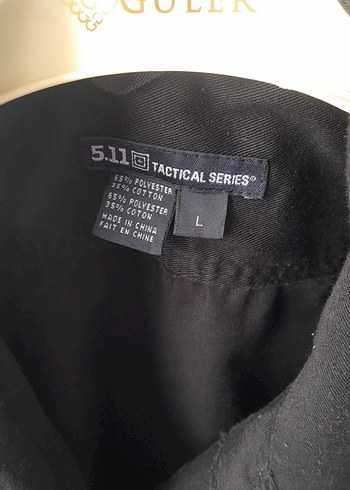 GULER
5.11 TACTICAL SERIES®
65% POLYESTER
35% COTTON
65% POLYESTER
35% COTON
MADE IN CHINA
FAIT EN CHINE
L